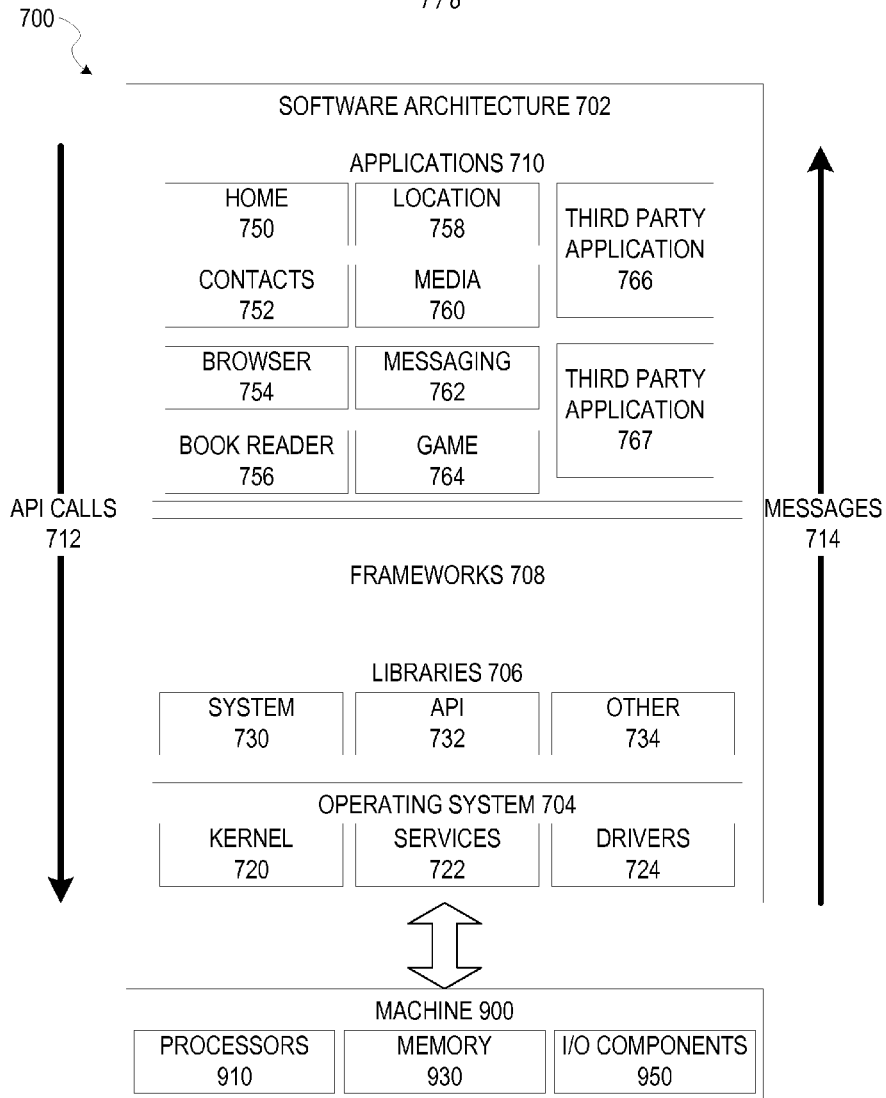 700
SOFTWARE ARCHITECTURE 702
APPLICATIONS 710
HOME
750
LOCATION
758
THIRD PARTY
APPLICATION
766
CONTACTS
752
MEDIA
760
BROWSER
754
MESSAGING
762
THIRD PARTY
APPLICATION
767
BOOK READER
756
GAME
764
API CALLS
712
MESSAGES
714
FRAMEWORKS 708
LIBRARIES 706
SYSTEM
730
API
732
OTHER
734
OPERATING SYSTEM 704
KERNEL
720
SERVICES
722
DRIVERS
724
MACHINE 900
PROCESSORS
910
MEMORY
930
I/O COMPONENTS
950